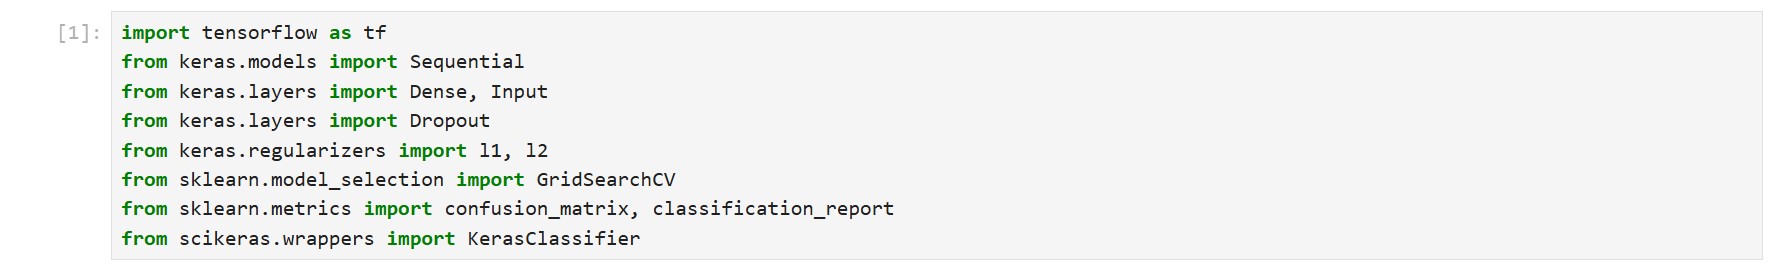 [1]: import tensorflow as tf
from keras.models import Sequential
from keras.layers import Dense, Input
from keras.layers import Dropout
from keras.regularizers import l1, l2
from sklearn.model_selection import GridSearchCV
from sklearn.metrics import confusion_matrix, classification_report
from scikeras.wrappers import KerasClassifier